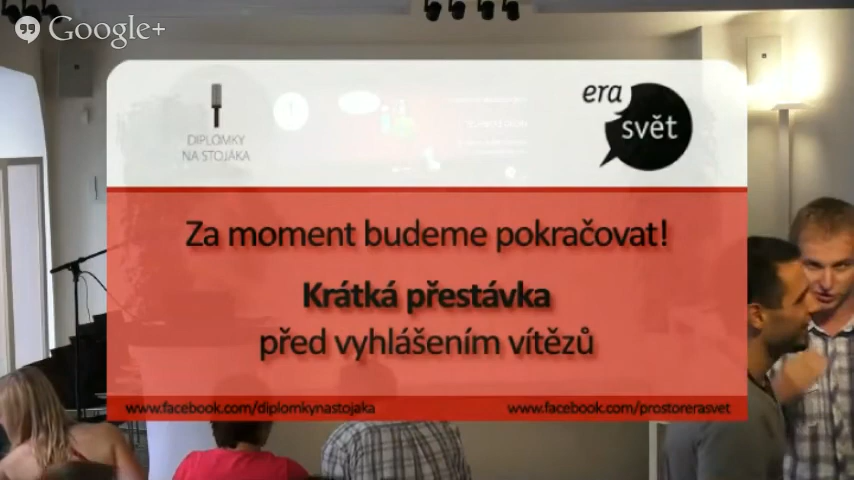 Google+
DIPLOMKY
NA STOJÁKA
era
svět
Za moment budeme pokračovat!
Krátká přestávka
před vyhlášením vítězů
www.facebook.com/diplomkynastojaka
www.facebook.com/prostorerasvet